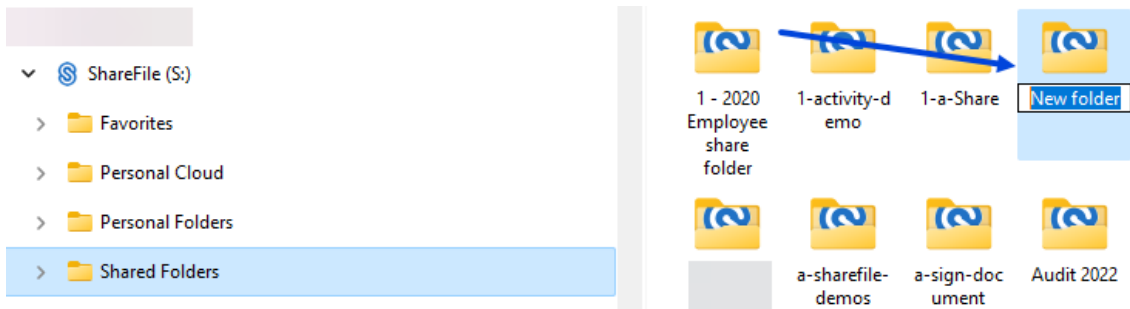 ShareFile (S:)
Favorites
Personal Cloud
Personal Folders
Shared Folders
1 - 2020
Employee
share
folder
1-activity-d
emo
1-a-Share
New folder
a-sharefile-
demos
a-sign-doc
ument
Audit 2022